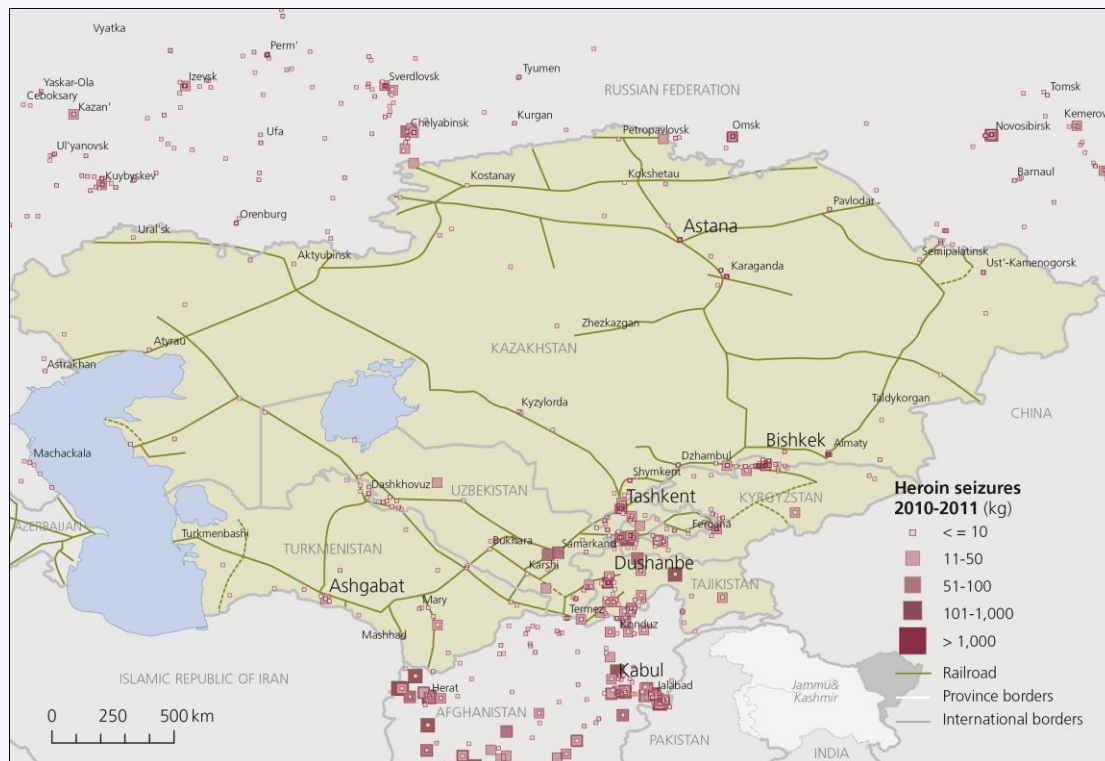 Vyatka
Perm'
Izevsk
Sverdlovsk
Tyumen
Yaskar-Ola
Ceboksary
Kazan'
RUSSIAN FEDERATION
Tomsk
Kemerov
Chelyabinsk
Kurgan
Petropavlovsk
Omsk
Novosibirsk
Ufa
Ul'yanovsk
Kuybyskev
Kostanay
Kokshetau
Barnaul
Orenburg
Pavlodar
Ural'sk
Astana
Aktyubinsk
Semipalatinsk
Karaganda
Ust'-Kamenogorsk
Zhezkazgan
Atyrau
KAZAKHSTAN
Astrakhan
Taldykorgan
Kyzylorda
CHINA
Bishkek
Machackala
Dzhambul
Almaty
Shymkent
Dashkhovuz
UZBEKISTAN
Tashkent
KYRGYZSTAN
AZERBAIJAN
Turkmenbashi
Fergana
TURKMENISTAN
Bukhara
Samarkand
Karshi
Dushanbe
Ashgabat
TAJIKISTAN
Mary
Termez
Konduz
Mashhad
Kabul
ISLAMIC REPUBLIC OF IRAN
Herat
Jalabad
Jammu&
Kashmir
AFGHANISTAN
PAKISTAN
INDIA
0 250 500 km
Heroin seizures
2010-2011 (kg)
< = 10
11-50
51-100
101-1,000
> 1,000
Railroad
Province borders
International borders